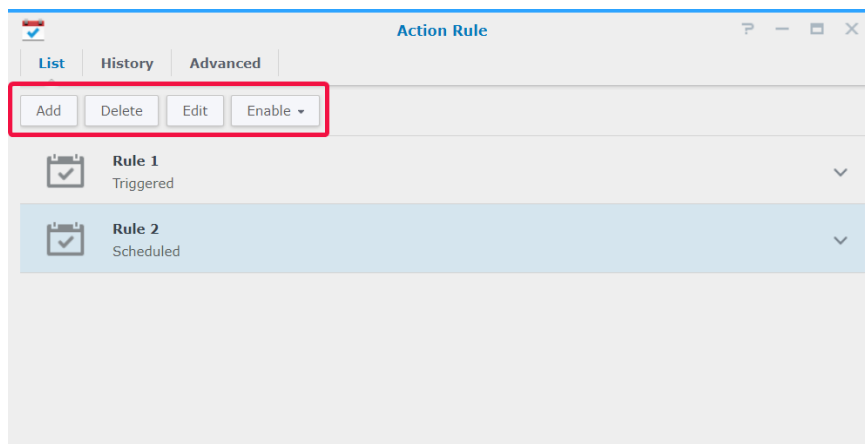 Action Rule
List History Advanced
Add Delete Edit Enable
Rule 1
Triggered
Rule 2
Scheduled